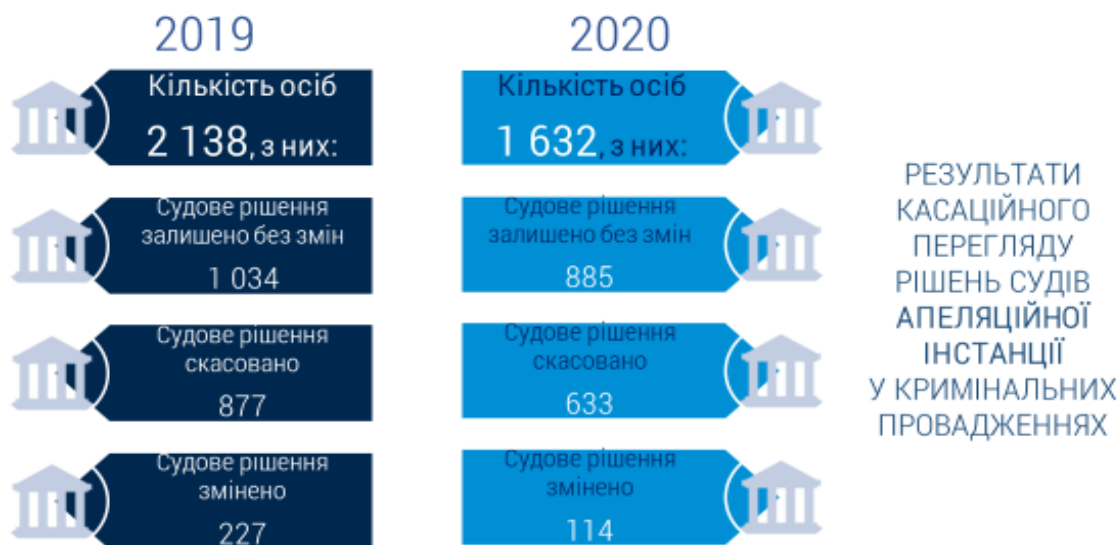 2019
Кількість осіб
2 138, з них:
Судове рішення
залишено без змін
1 034
Судове рішення
скасовано
877
Судове рішення
змінено
227
2020
Кількість осіб
1 632, з них:
Судове рішення
залишено без змін
885
Судове рішення
скасовано
633
Судове рішення
змінено
114
РЕЗУЛЬТАТИ
КАСАЦІЙНОГО
ПЕРЕГЛЯДУ
РІШЕНЬ СУДІВ
АПЕЛЯЦІЙНОЇ
ІНСТАНЦІЇ
У КРИМІНАЛЬНИХ
ПРОВАДЖЕННЯХ